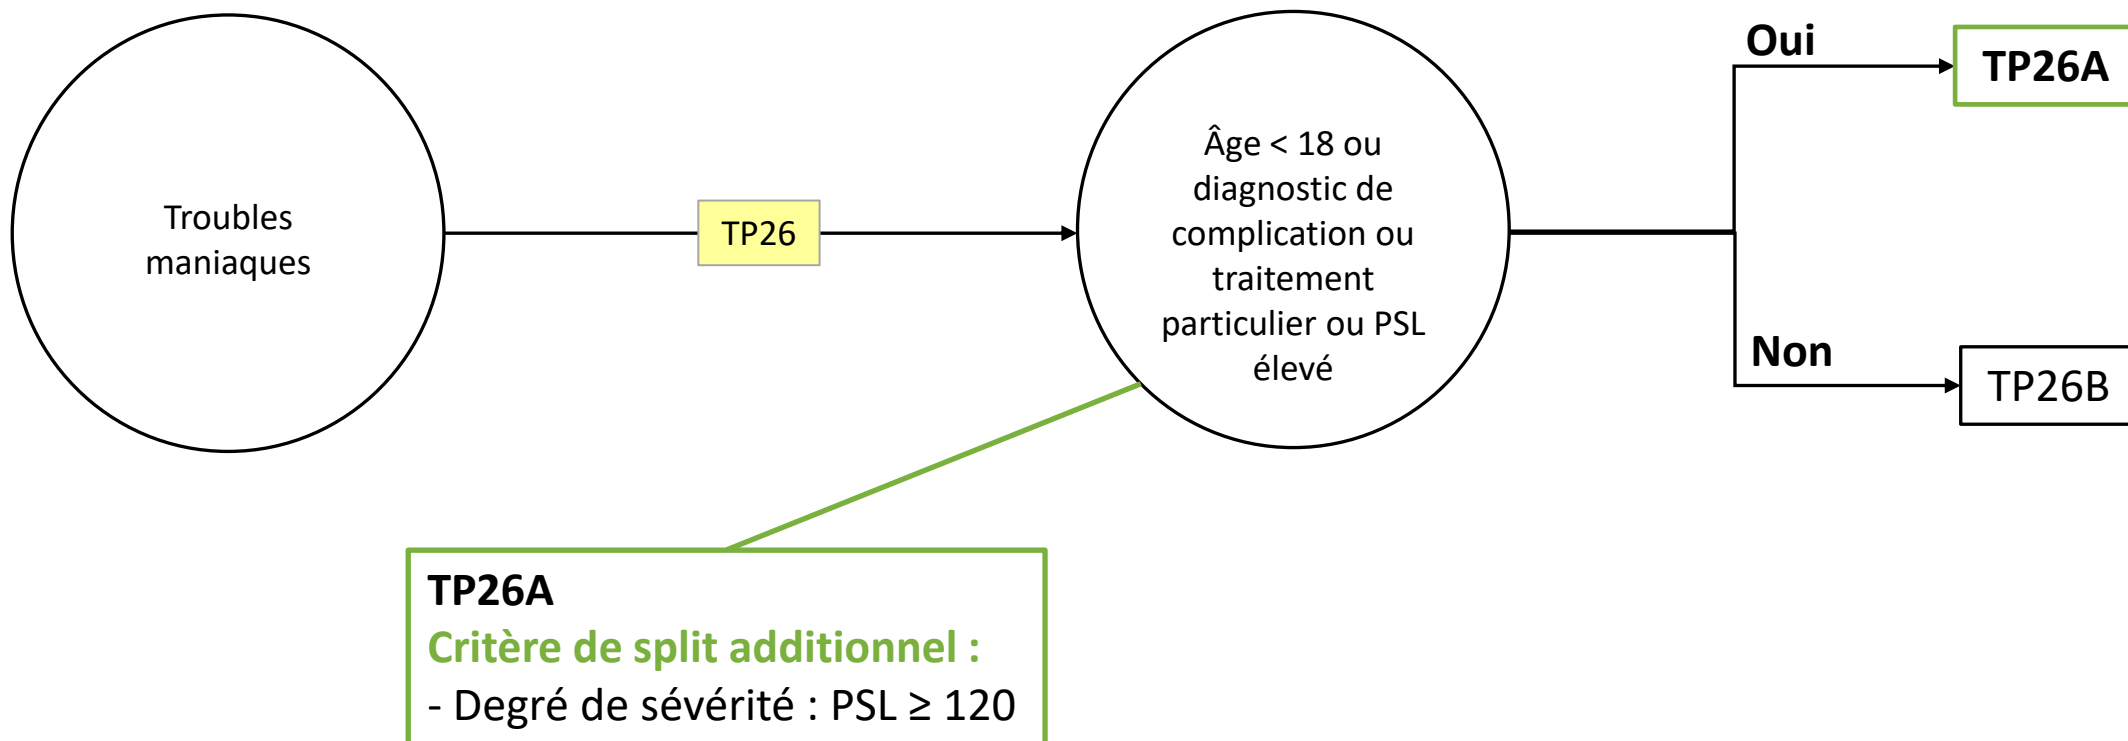 Troubles
maniaques
TP26
Âge < 18 ou
diagnostic de
complication ou
traitement
particulier ou PSL
élevé
Oui
TP26A
Non
TP26B
TP26A
Critère de split additionnel :
- Degré de sévérité : PSL ≥ 120